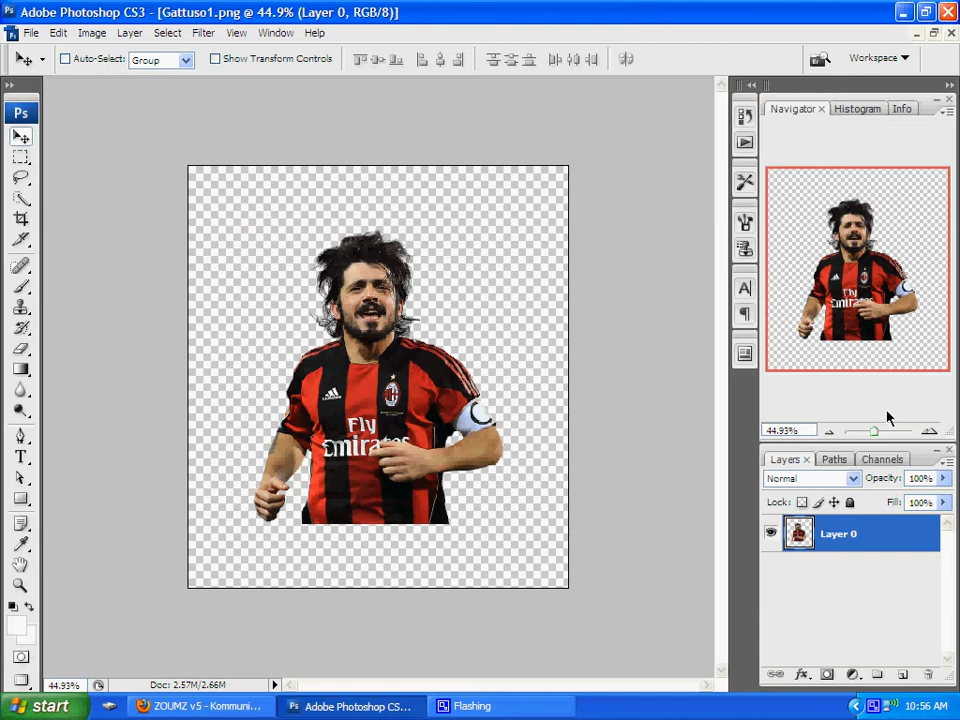 Adobe Photoshop CS3 - [Gattuso1.png @ 44.9% (Layer 0, RGB/8)]
File Edit Image Layer Select Filter View Window Help
Auto-Select: Group Show Transform Controls Workspace
Ps
Navigator Histogram Info
Fly
Emirates
44.93%
Layers Paths Channels
Normal Opacity: 100%
Lock: Fill: 100%
Layer 0
44.93% Doc: 2.57M/2.66M
start ZOUMZ v5 - Kommuni... Adobe Photoshop CS... Flashing 10:56 AM